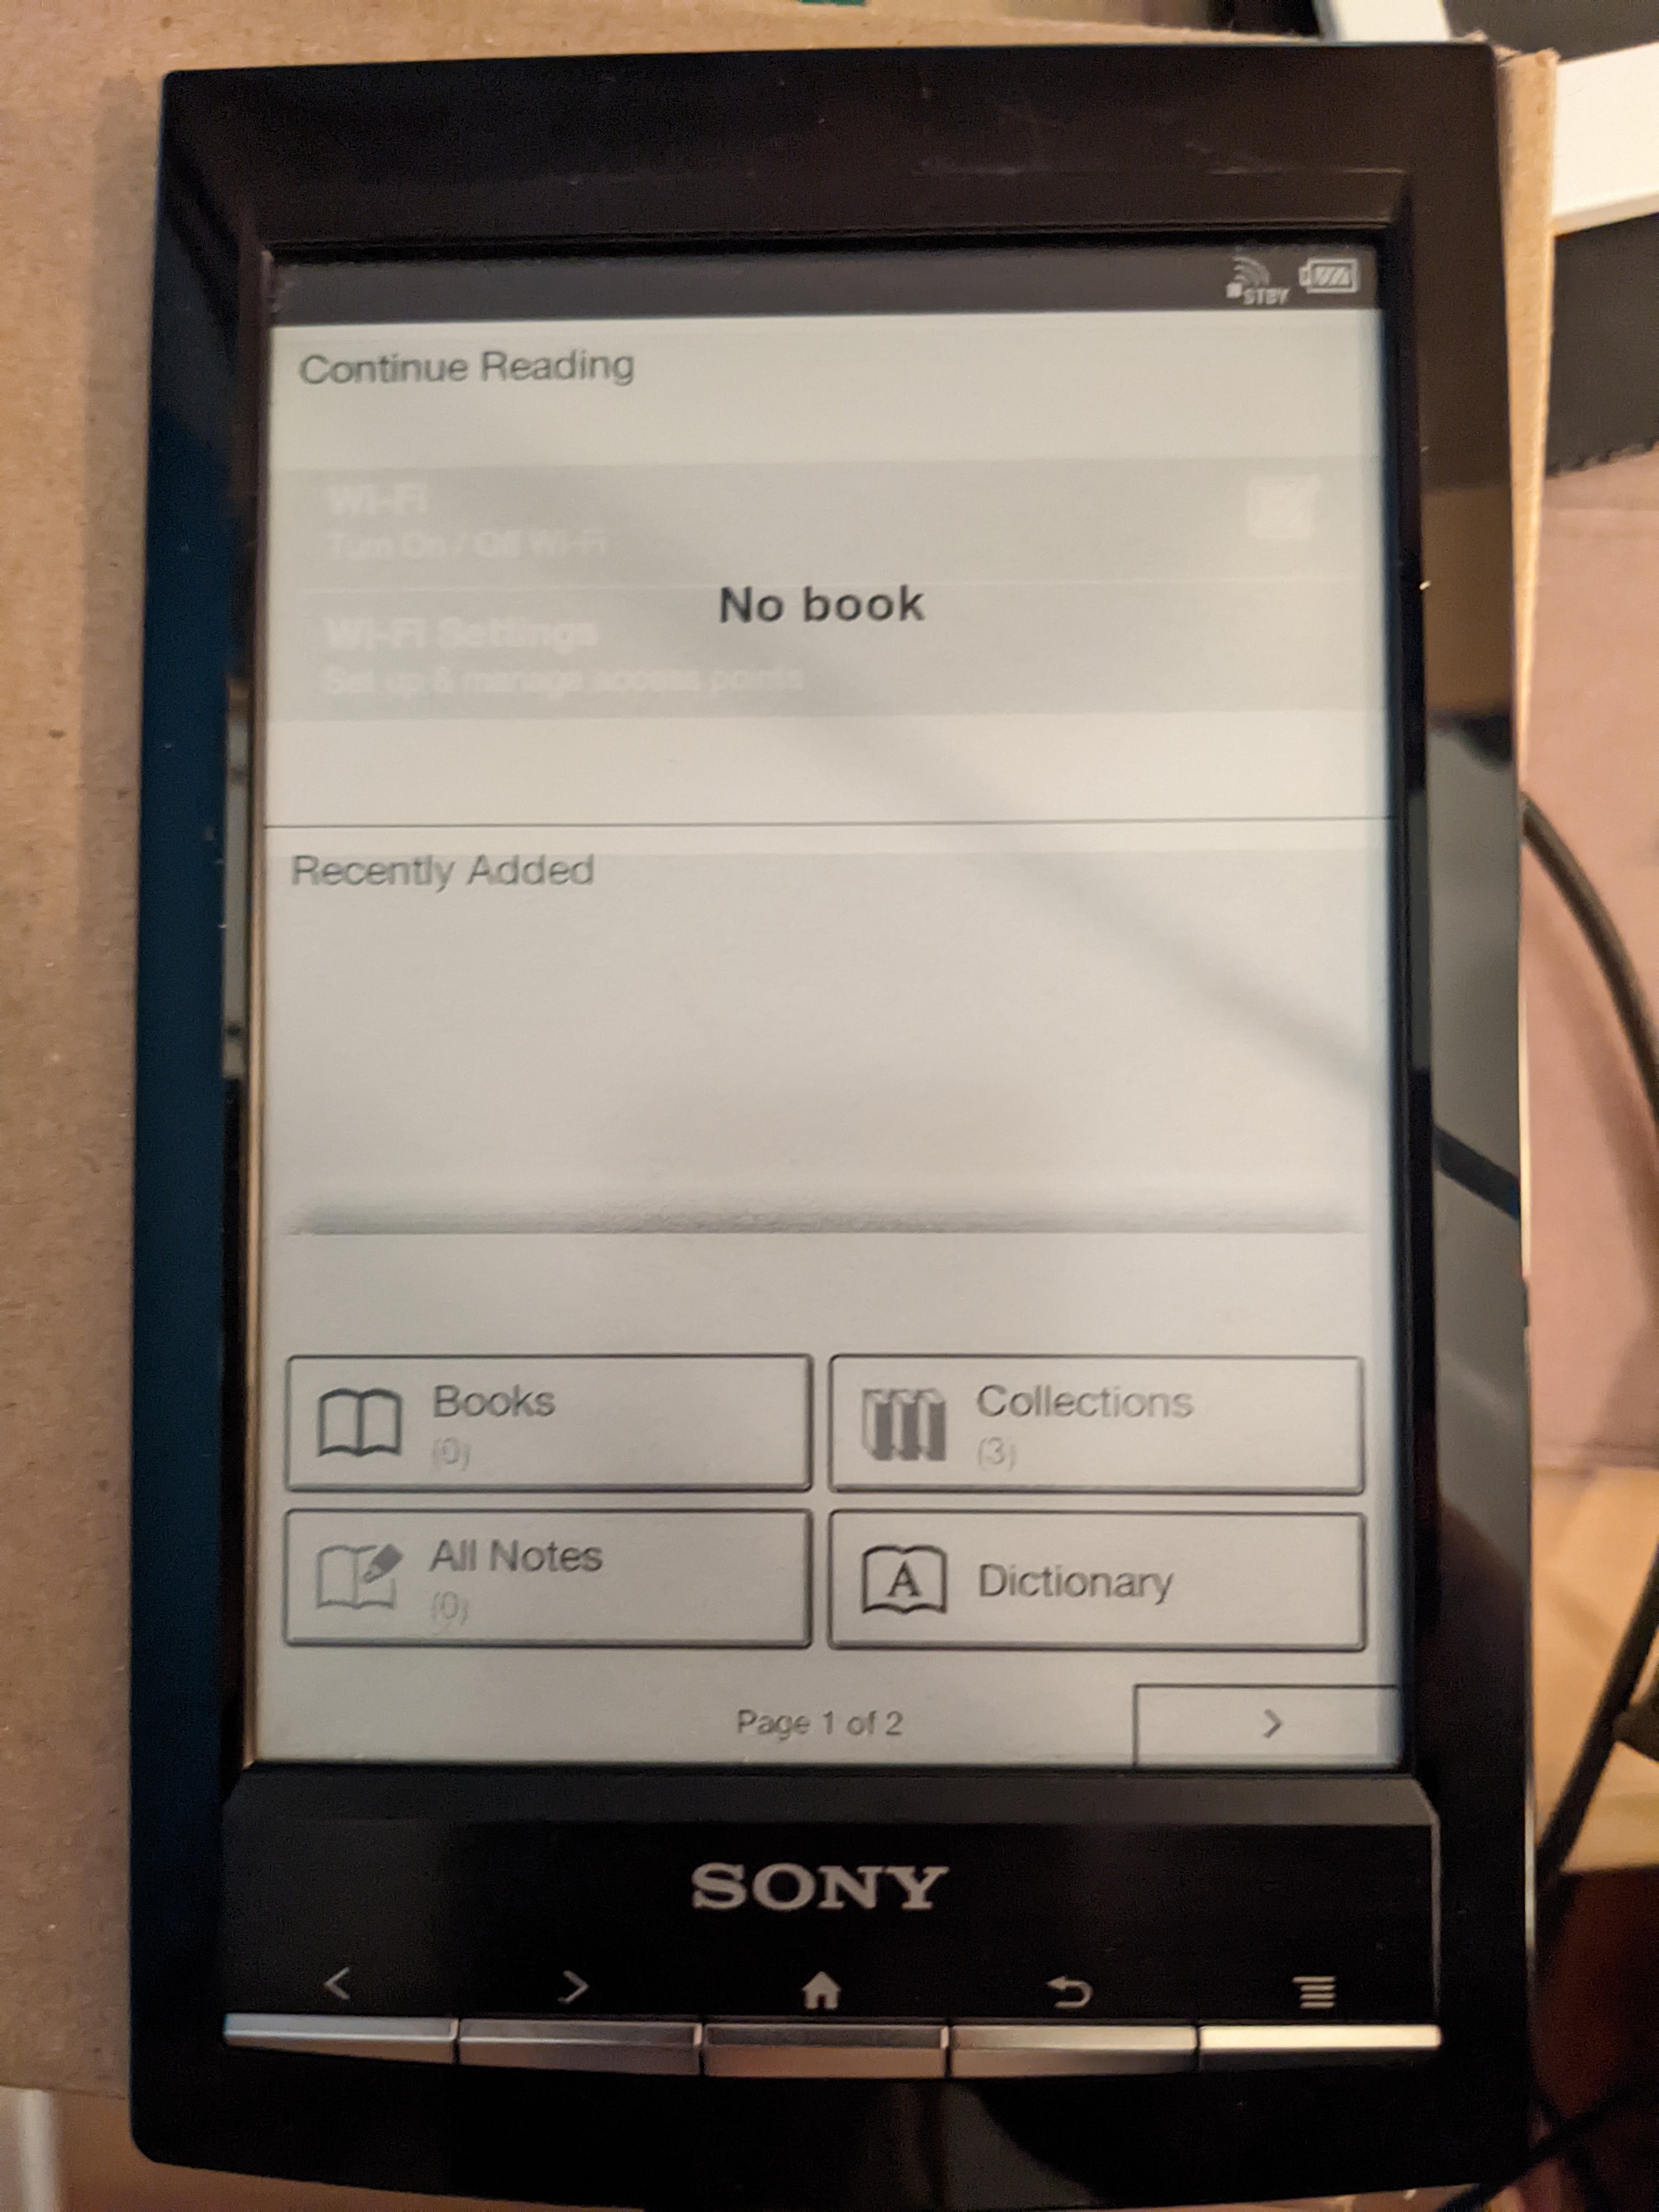 STBY
Continue Reading
Wi-Fi
Turn On / Off Wi-Fi
No book
Wi-Fi Settings
Set up & manage access points
Recently Added
Books
(0)
Collections
(3)
All Notes
(0)
A
Dictionary
Page 1 of 2
>
SONY